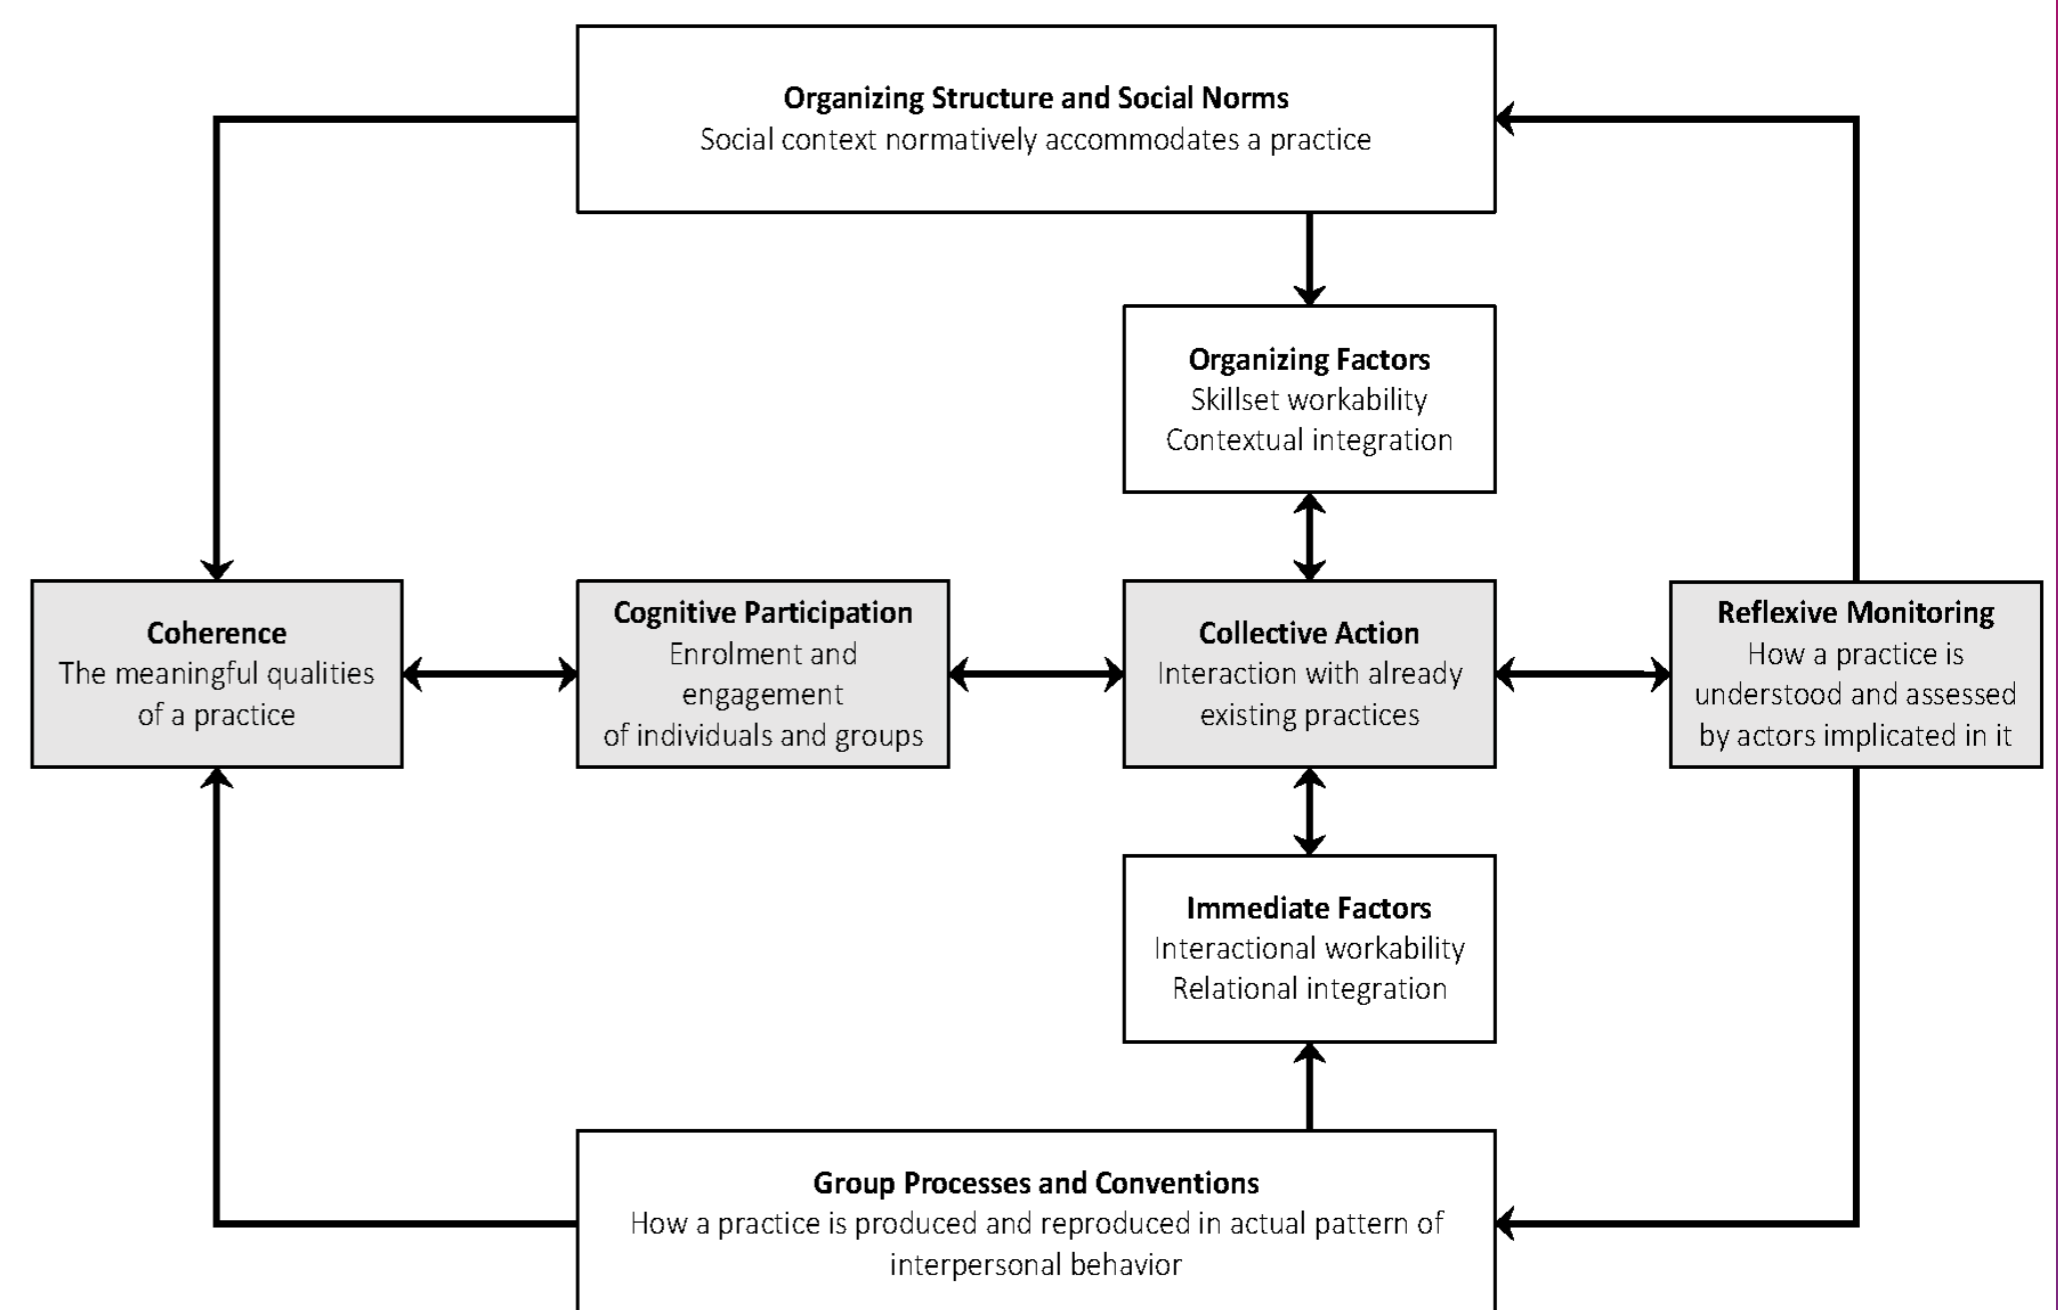 Organizing Structure and Social Norms
Social context normatively accommodates a practice
Organizing Factors
Skillset workability
Contextual integration
Coherence
The meaningful qualities
of a practice
Cognitive Participation
Enrolment and
engagement
of individuals and groups
Collective Action
Interaction with already
existing practices
Reflexive Monitoring
How a practice is
understood and assessed
by actors implicated in it
Immediate Factors
Interactional workability
Relational integration
Group Processes and Conventions
How a practice is produced and reproduced in actual pattern of
interpersonal behavior